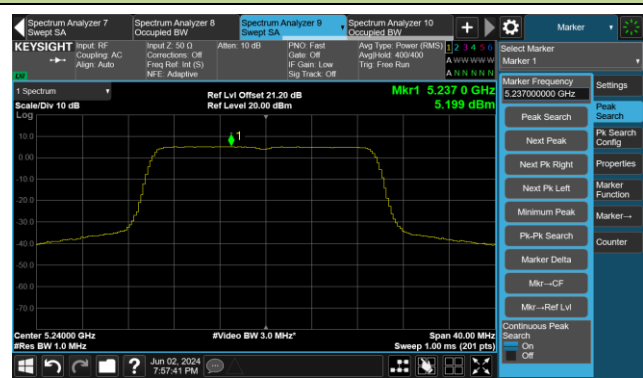 Spectrum Analyzer 7
Swept SA
Spectrum Analyzer 8
Occupied BW
Spectrum Analyzer 9
Swept SA
Spectrum Analyzer 10
Occupied BW
+
Marker
KEYSIGHT
Input: RF
Coupling: AC
Align: Auto
Input Z: 50 Ω
Corrections: Off
Freq Ref: Int (S)
NFE: Adaptive
Atten: 10 dB
PNO: Fast
Gate: Off
IF Gain: Low
Sig Track: Off
Avg Type: Power (RMS)
Avg|Hold: 400/400
Trig: Free Run
1 2 3 4 5 6
A W W W W W
A N N N N N
LW
Select Marker
Marker 1
1 Spectrum
Scale/Div 10 dB
Log
Ref Lvl Offset 21.20 dB
Ref Level 20.00 dBm
Mkr1 5.237 0 GHz
5.199 dBm
1
10.0
0.00
-10.0
-20.0
-30.0
-40.0
-50.0
-60.0
-70.0
Center 5.24000 GHz
#Res BW 1.0 MHz
#Video BW 3.0 MHz*
Span 40.00 MHz
Sweep 1.00 ms (201 pts)
Marker Frequency
5.237000000 GHz
Peak Search
Next Peak
Next Pk Right
Next Pk Left
Minimum Peak
Pk-Pk Search
Marker Delta
Mkr→CF
Mkr→Ref Lvl
Continuous Peak
Search
On
Off
Settings
Peak
Search
Pk Search
Config
Properties
Marker
Function
Marker→
Counter
?
Jun 02, 2024
7:57:41 PM